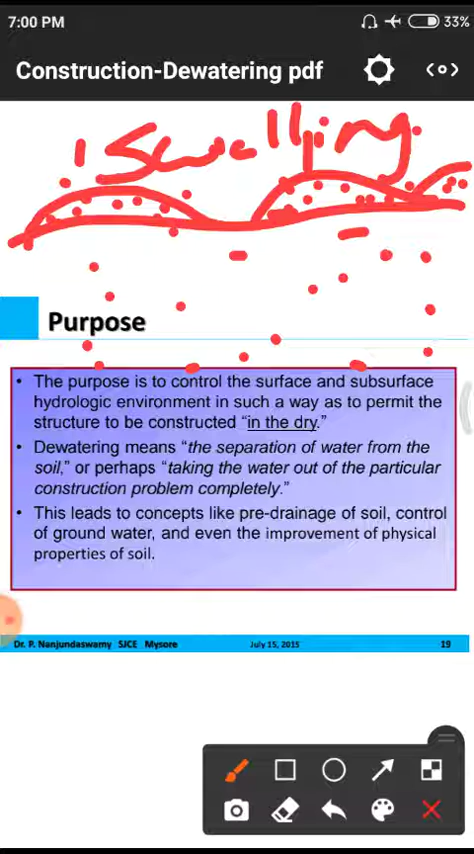 7:00 PM
33%
Construction-Dewatering pdf
Swelling
Purpose
• The purpose is to control the surface and subsurface
hydrologic environment in such a way as to permit the
structure to be constructed “in the dry.”
• Dewatering means “the separation of water from the
soil,” or perhaps “taking the water out of the particular
construction problem completely.”
• This leads to concepts like pre-drainage of soil, control
of ground water, and even the improvement of physical
properties of soil.
Dr. P. Nanjundaswamy SJCE Mysore July 15, 2015 19